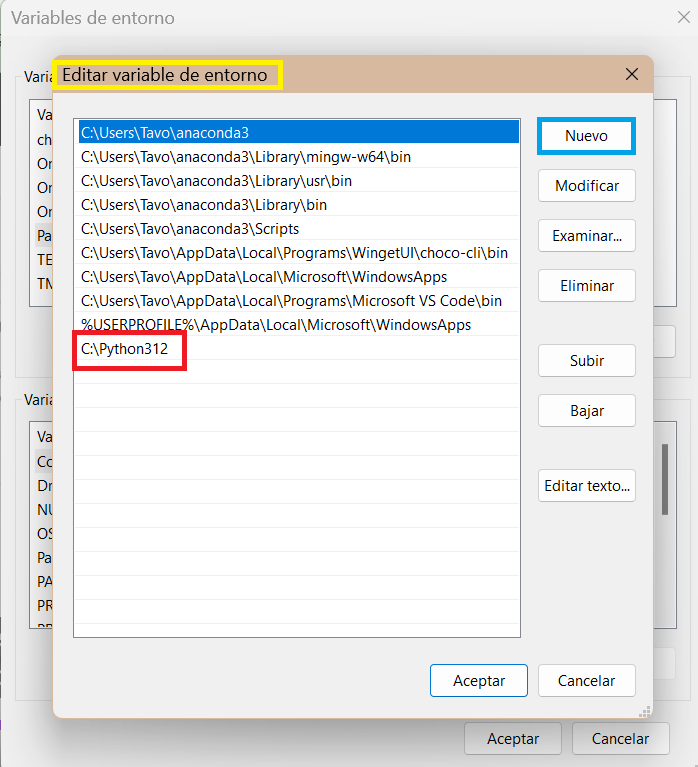 Variables de entorno
Editar variable de entorno
C:\Users\Tavo\anaconda3
C:\Users\Tavo\anaconda3\Library\mingw-w64\bin
C:\Users\Tavo\anaconda3\Library\usr\bin
C:\Users\Tavo\anaconda3\Library\bin
C:\Users\Tavo\anaconda3\Scripts
C:\Users\Tavo\AppData\Local\Programs\WingetUI\choco-cli\bin
C:\Users\Tavo\AppData\Local\Microsoft\WindowsApps
C:\Users\Tavo\AppData\Local\Programs\Microsoft VS Code\bin
%USERPROFILE%\AppData\Local\Microsoft\WindowsApps
C:\Python312
Nuevo
Modificar
Examinar...
Eliminar
Subir
Bajar
Editar texto...
Aceptar
Cancelar
Varia
Va
ch
Or
Or
Or
Pa
TE
TM
Varia
Va
Co
Dr
NU
OS
Pa
PA
PR
Aceptar
Cancelar